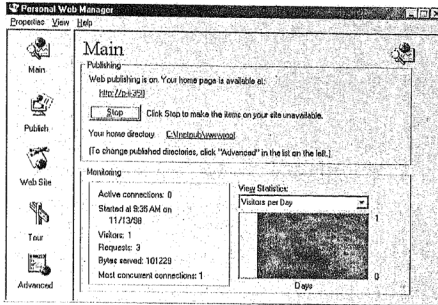 Personal Web Manager
Properties View Help
Main
Publish
Web Site
Tour
Advanced
Main
Publishing
Web publishing is on. Your home page is available at:
Stop
Click Stop to make the items on your site unavailable.
Your home directory: C:\Inetpub\wwwroot
(To change published directories, click "Advanced" in the list on the left.)
Monitoring
Active connections: 0
Started at 9:35 AM on
11/13/98
Visitors: 1
Requests: 3
Bytes served: 101229
Most concurrent connections: 1
View Statistics:
Visitors per Day
1
0
Days